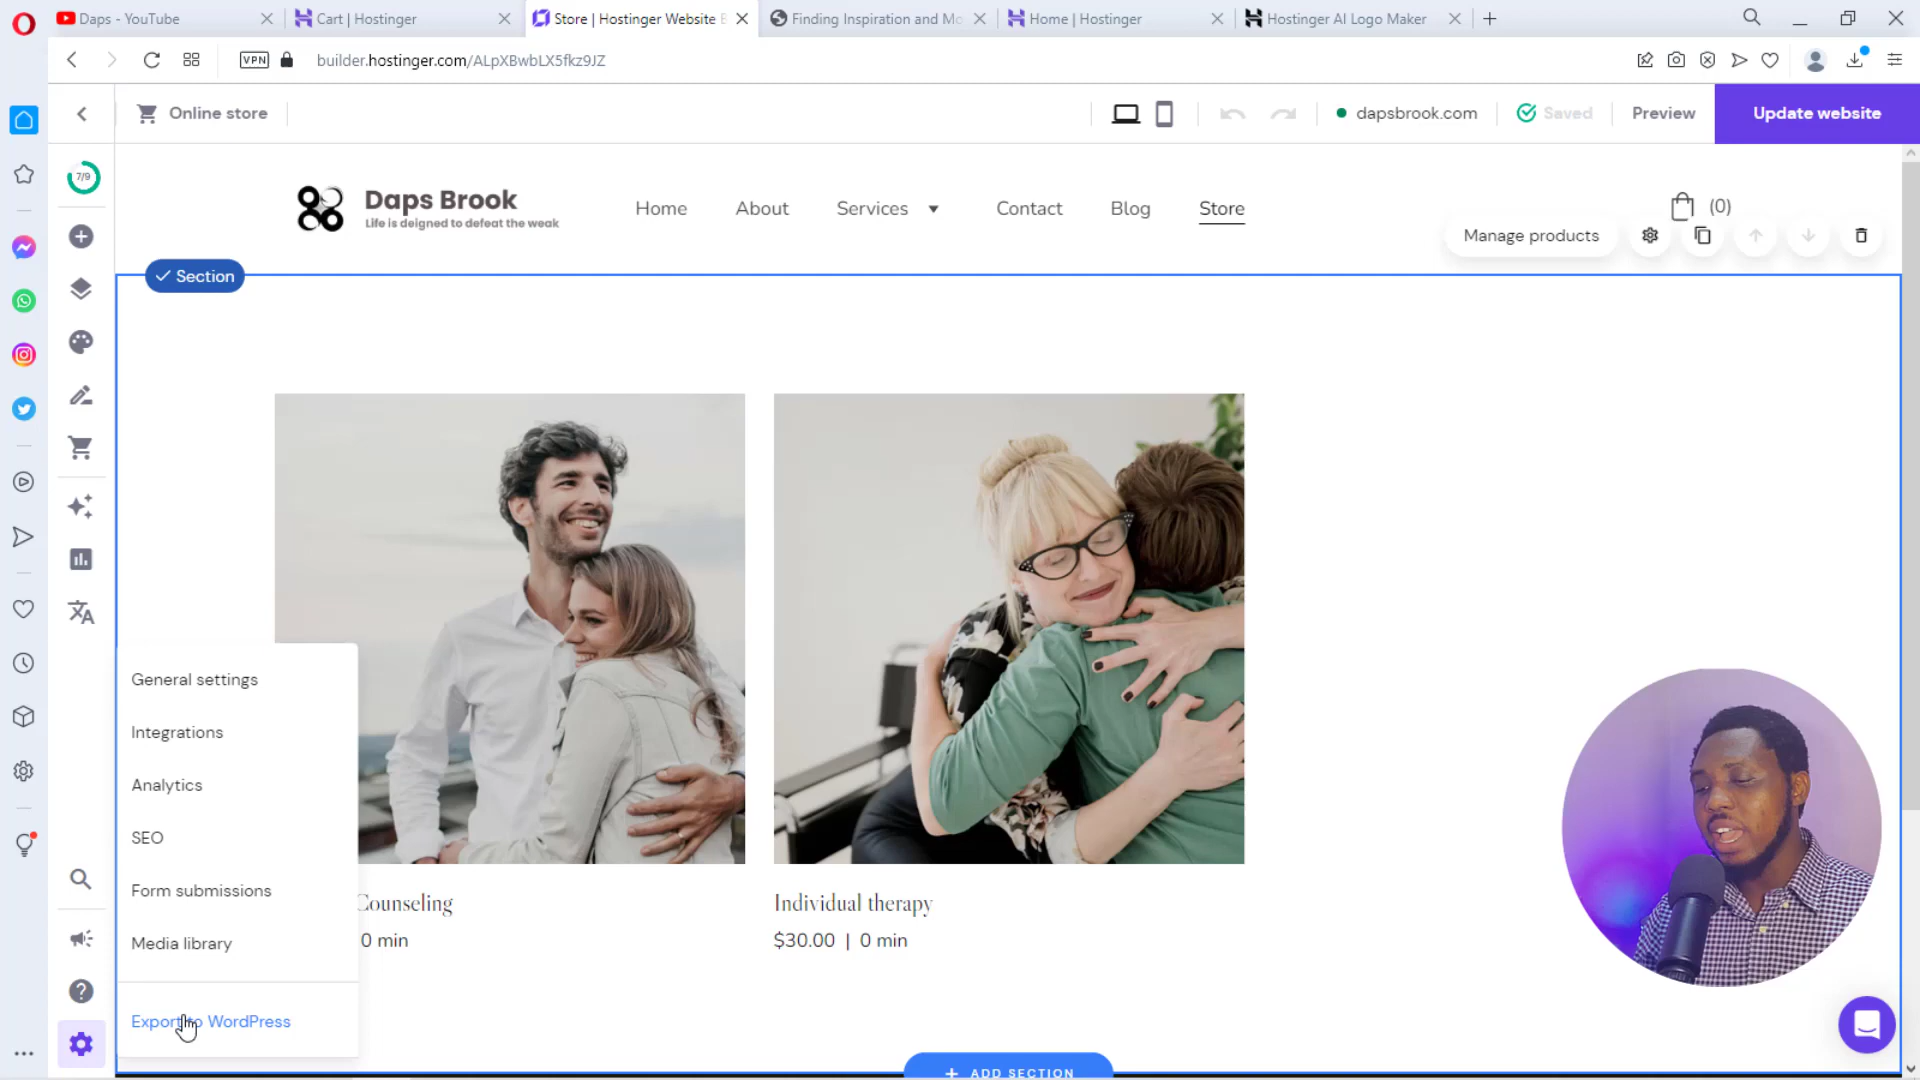 Daps - YouTube
Cart | Hostinger
Store | Hostinger Website B
Finding Inspiration and Mo
Home | Hostinger
Hostinger AI Logo Maker
VPN
builder.hostinger.com/ALpXBwbLX5fkz9JZ
Online store
dapsbrook.com
Saved
Preview
Update website
7/9
Daps Brook
Life is deigned to defeat the weak
Home
About
Services
Contact
Blog
Store
(0)
Manage products
Section
General settings
Integrations
Analytics
SEO
Form submissions
Media library
Export to WordPress
Counseling
0 min
Individual therapy
$30.00 | 0 min
ADD SECTION